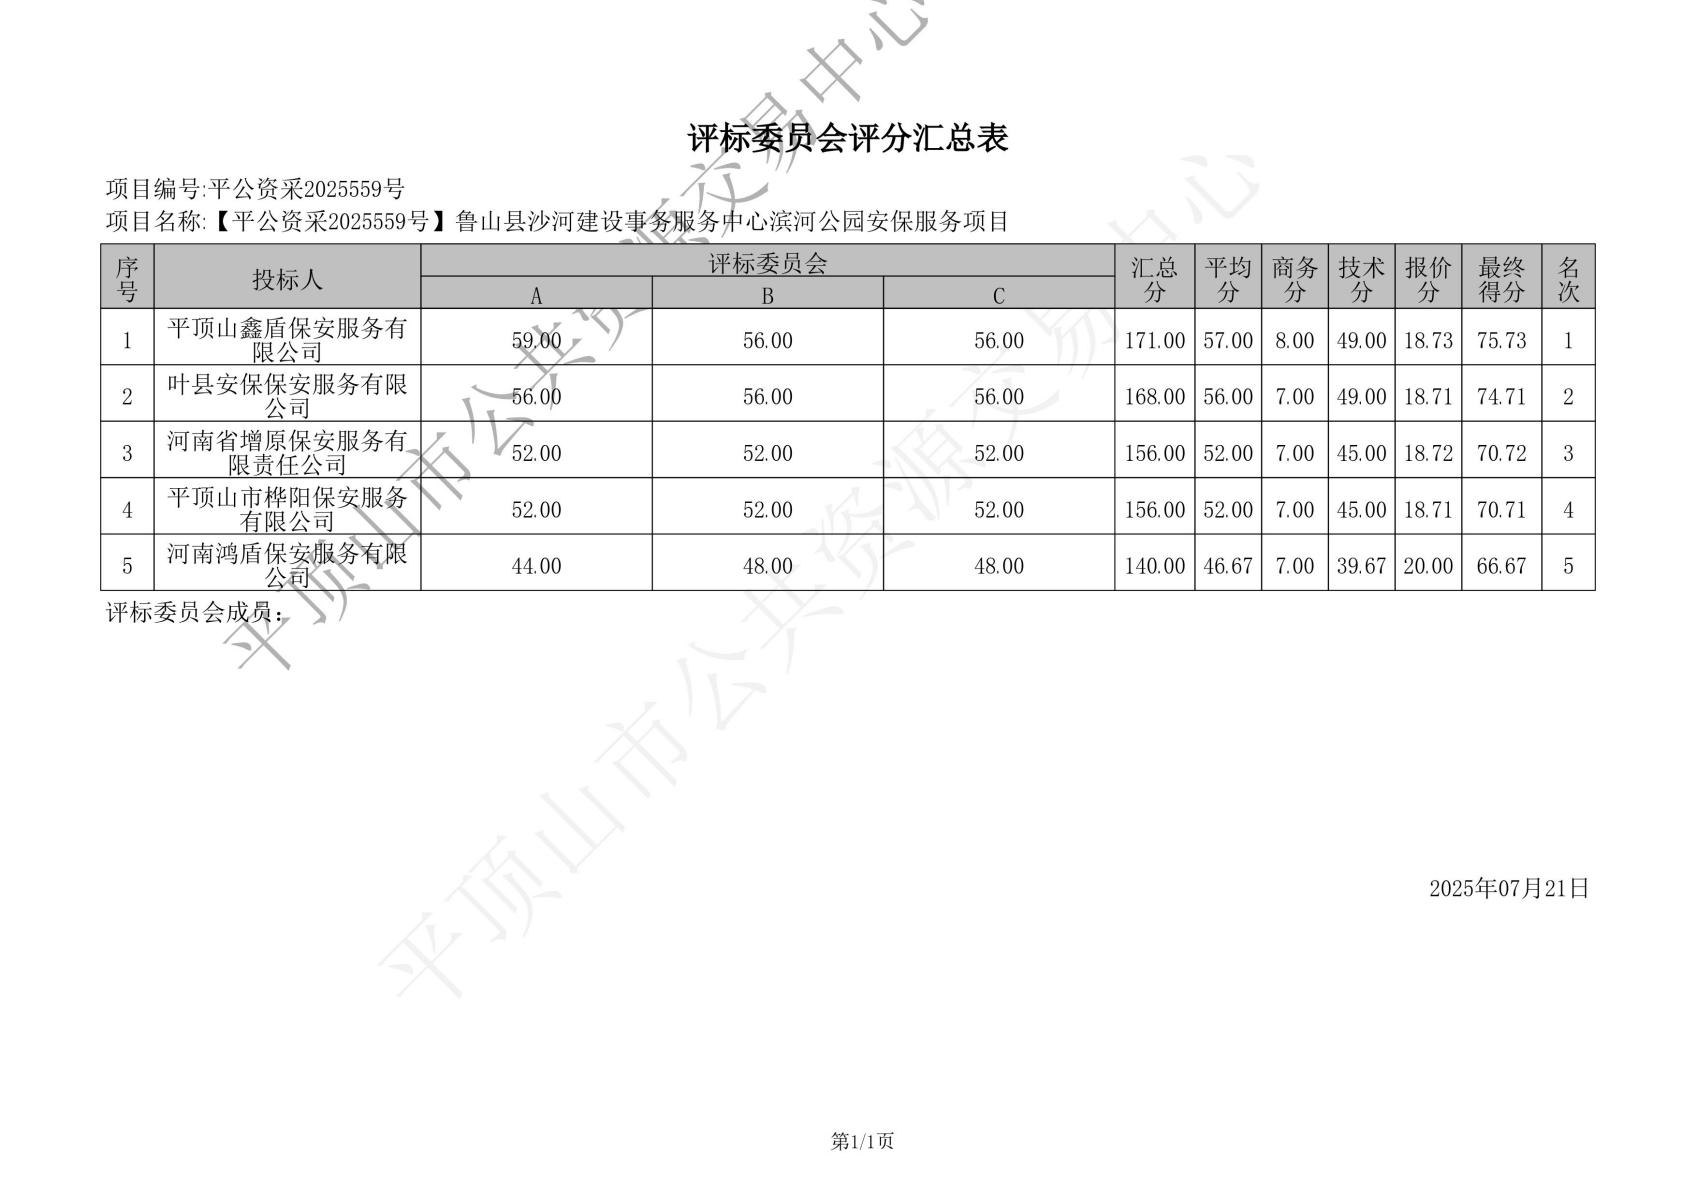 评标委员会评分汇总表
项目编号:平公资采2025559号
项目名称:【平公资采2025559号】鲁山县沙河建设事务服务中心滨河公园安保服务项目
序号 投标人 评标委员会 汇总分 平均分 商务分 技术分 报价分 最终得分 名次
A B C
1 平顶山鑫盾保安服务有限公司 59.00 56.00 56.00 171.00 57.00 8.00 49.00 18.73 75.73 1
2 叶县安保保安服务有限公司 56.00 56.00 56.00 168.00 56.00 7.00 49.00 18.71 74.71 2
3 河南省增原保安服务有限责任公司 52.00 52.00 52.00 156.00 52.00 7.00 45.00 18.72 70.72 3
4 平顶山市桦阳保安服务有限公司 52.00 52.00 52.00 156.00 52.00 7.00 45.00 18.71 70.71 4
5 河南鸿盾保安服务有限公司 44.00 48.00 48.00 140.00 46.67 7.00 39.67 20.00 66.67 5
评标委员会成员:
2025年07月21日
第1/1页
平顶山市公共资源交易中心
平顶山市公共资源交易中心